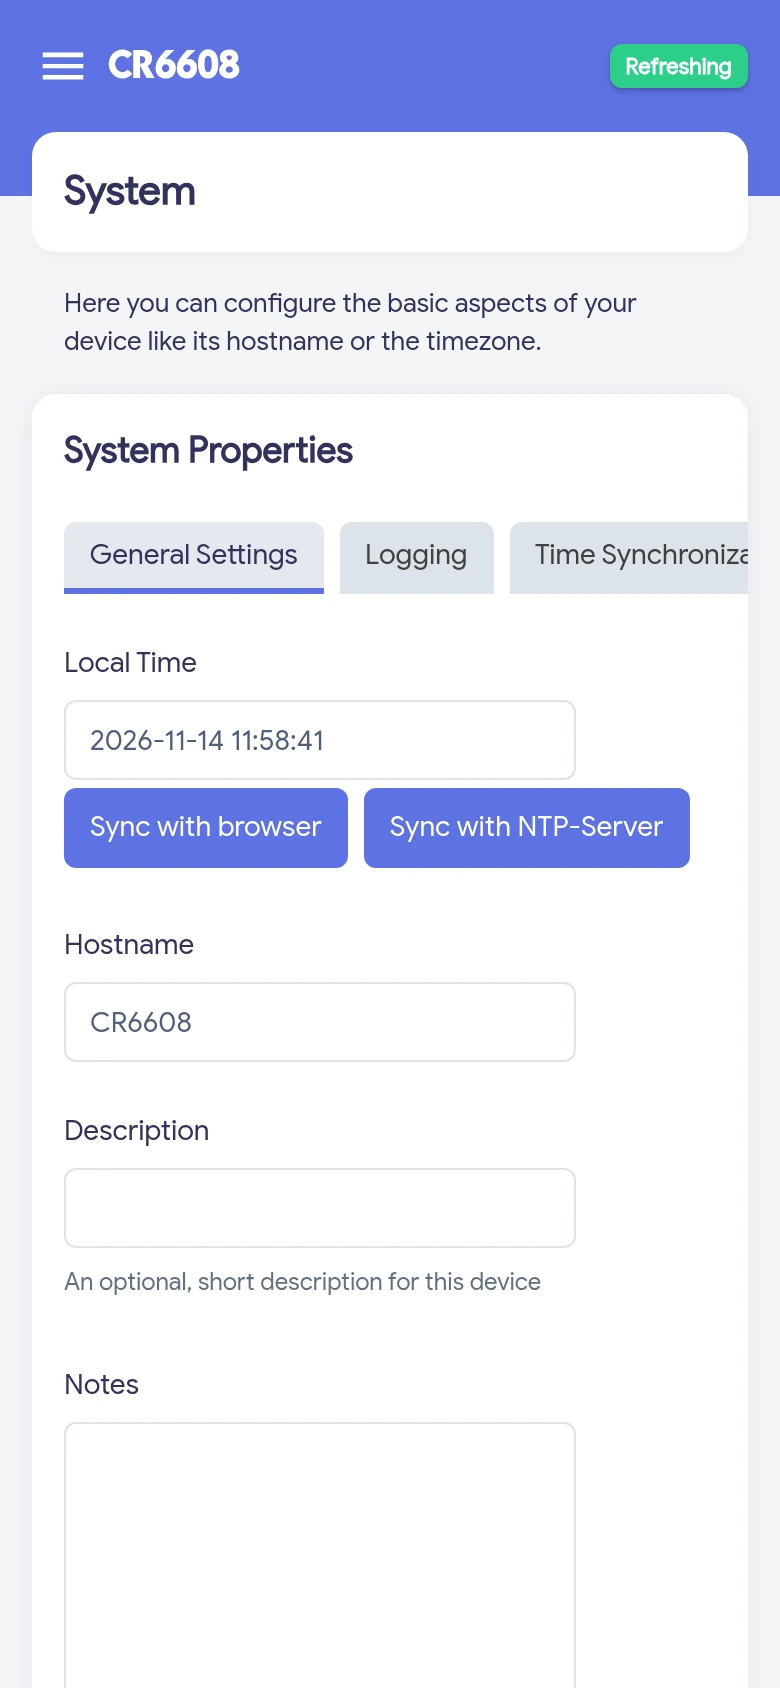 CR6608
Refreshing
System
Here you can configure the basic aspects of your
device like its hostname or the timezone.
System Properties
General Settings
Logging
Time Synchroniza
Local Time
2026-11-14 11:58:41
Sync with browser
Sync with NTP-Server
Hostname
CR6608
Description
An optional, short description for this device
Notes